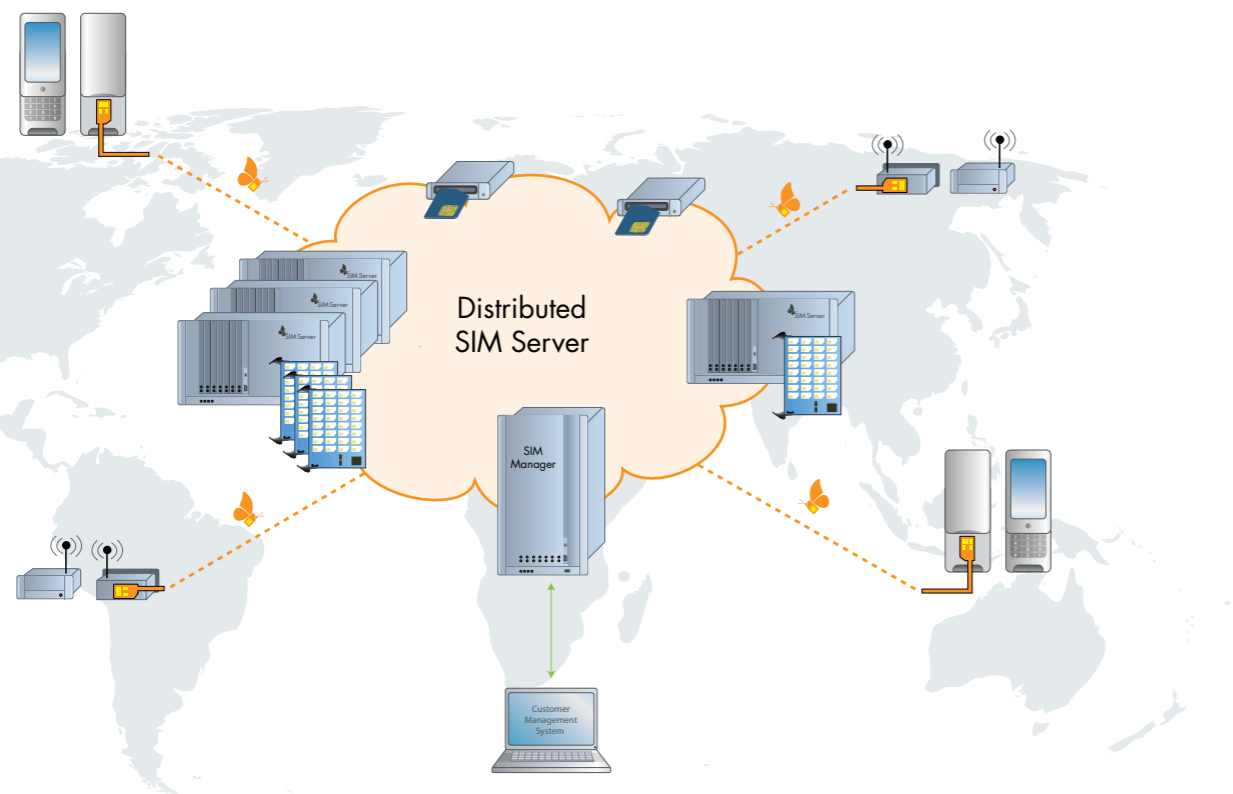 SIM Server
SIM Server
SIM Server
Distributed
SIM Server
SIM Server
SIM
Manager
Customer
Management
System